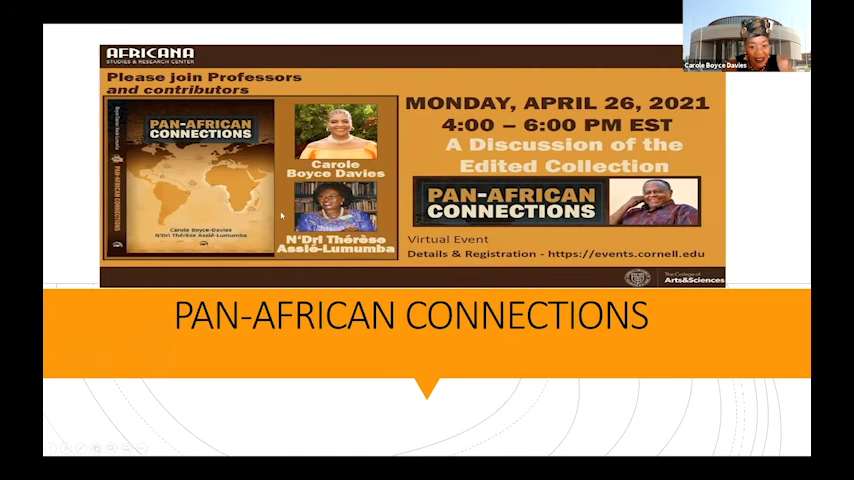 AFRICANA
STUDIES & RESEARCH CENTER
Please join Professors
and contributors
PAN-AFRICAN
CONNECTIONS
PAN-AFRICAN CONNECTIONS
Carole Boyce-Davies
N'Dri Thérèse Assié-Lumumba
Carole
Boyce Davies
N'Dri Thérèse
Assié-Lumumba
MONDAY, APRIL 26, 2021
4:00 – 6:00 PM EST
A Discussion of the
Edited Collection
PAN-AFRICAN
CONNECTIONS
Virtual Event
Details & Registration - https://events.cornell.edu
The College of
Arts&Sciences
Carole Boyce Davies
PAN-AFRICAN CONNECTIONS